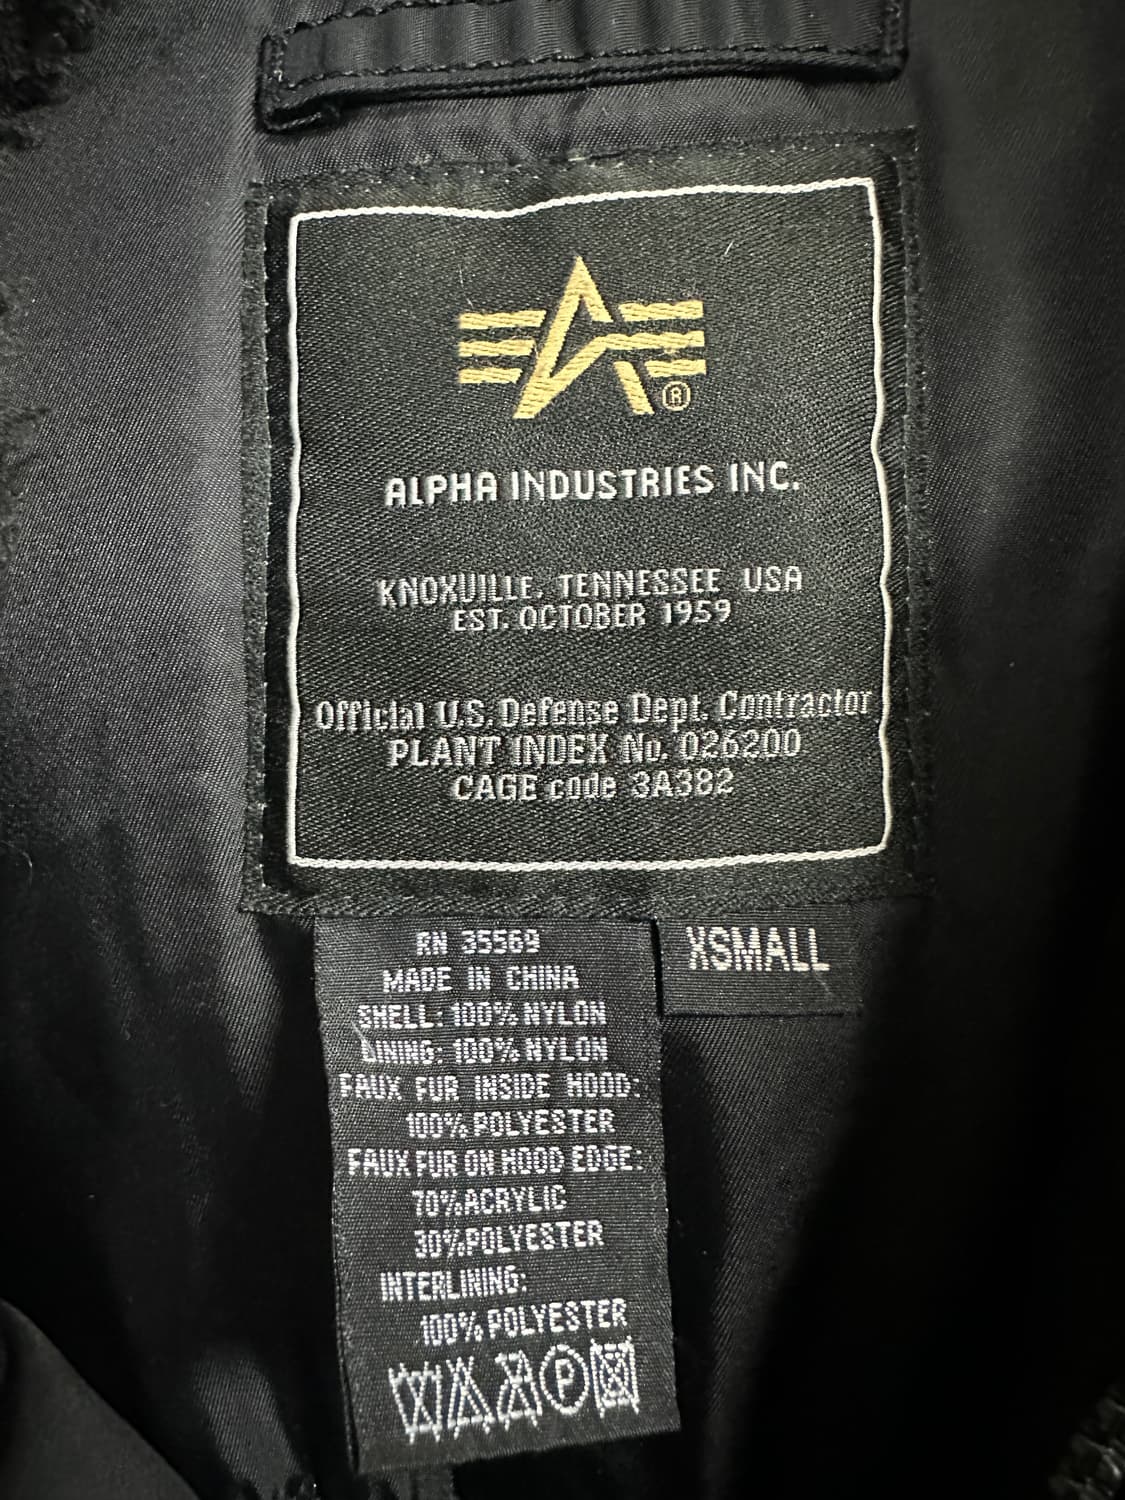 ®
ALPHA INDUSTRIES INC.
KNOXVILLE, TENNESSEE USA
EST. OCTOBER 1959
Official U.S. Defense Dept. Contractor
PLANT INDEX No. 026200
CAGE code 3A382
RN 35569
MADE IN CHINA
SHELL: 100% NYLON
LINING: 100% NYLON
FAUX FUR INSIDE HOOD:
100% POLYESTER
FAUX FUR ON HOOD EDGE:
70% ACRYLIC
30% POLYESTER
INTERLINING:
100% POLYESTER
P
XSMALL